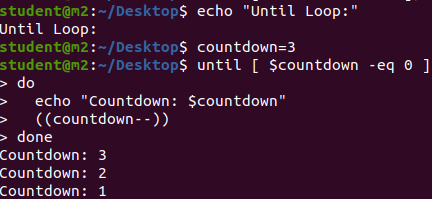 student@m2:~/Desktop$ echo "Until Loop:"
Until Loop:
student@m2:~/Desktop$ countdown=3
student@m2:~/Desktop$ until [ $countdown -eq 0 ]
> do
>   echo "Countdown: $countdown"
>   ((countdown--))
> done
Countdown: 3
Countdown: 2
Countdown: 1